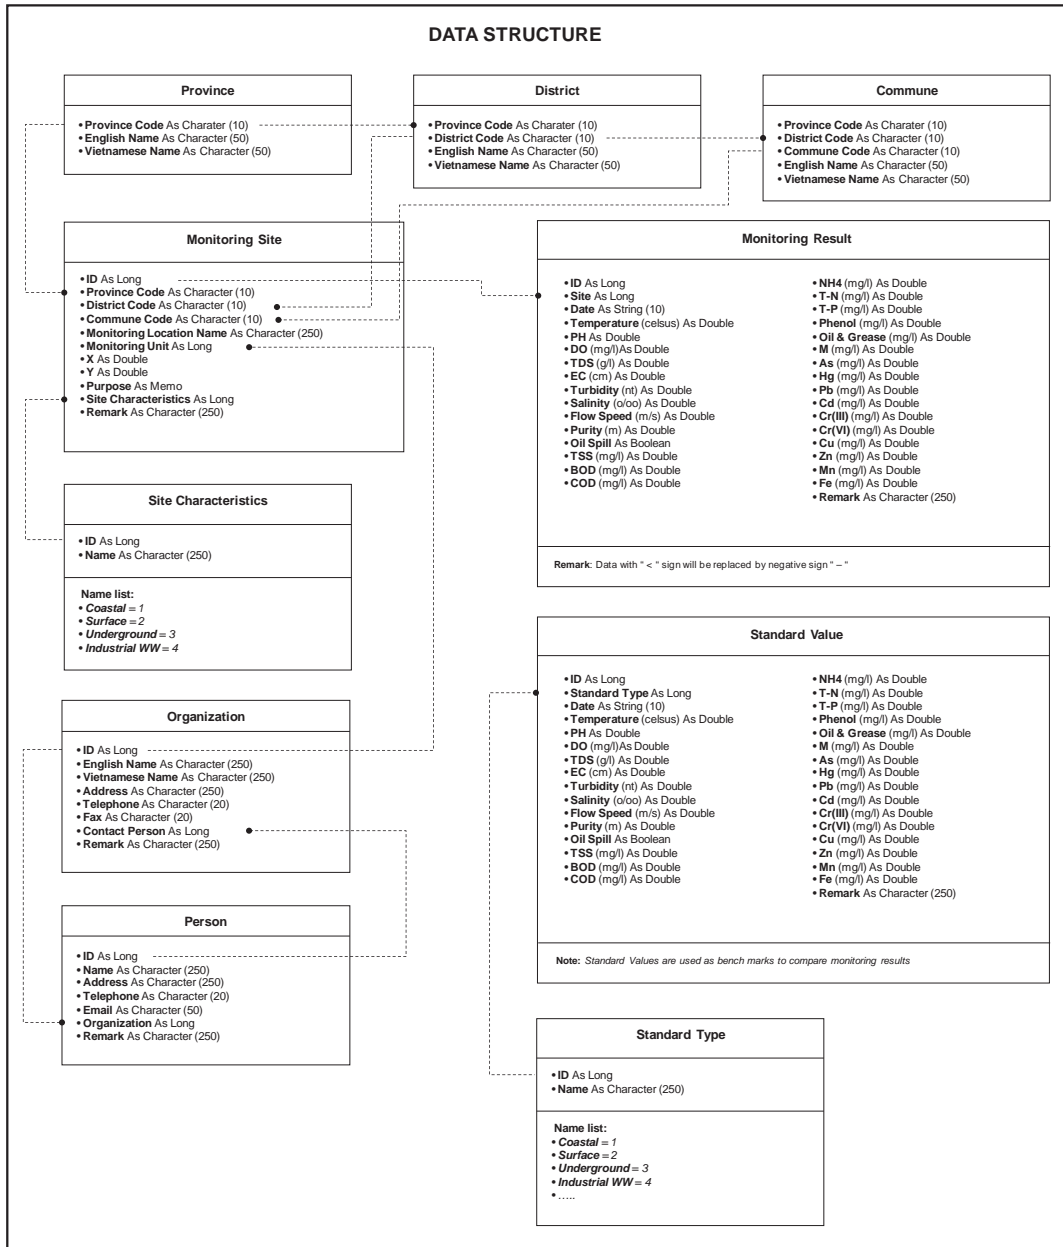 DATA STRUCTURE
Province
• Province Code As Charater (10)
• English Name As Character (50)
• Vietnamese Name As Character (50)
District
• Province Code As Charater (10)
• District Code As Character (10)
• English Name As Character (50)
• Vietnamese Name As Character (50)
Commune
• Province Code As Charater (10)
• District Code As Character (10)
• Commune Code As Character (10)
• English Name As Character (50)
• Vietnamese Name As Character (50)
Monitoring Site
• ID As Long
• Province Code As Character (10)
• District Code As Character (10)
• Commune Code As Character (10)
• Monitoring Location Name As Character (250)
• Monitoring Unit As Long
• X As Double
• Y As Double
• Purpose As Memo
• Site Characteristics As Long
• Remark As Character (250)
Monitoring Result
• ID As Long
• Site As Long
• Date As String (10)
• Temperature (celsus) As Double
• PH As Double
• DO (mg/l)As Double
• TDS (g/l) As Double
• EC (cm) As Double
• Turbidity (nt) As Double
• Salinity (o/oo) As Double
• Flow Speed (m/s) As Double
• Purity (m) As Double
• Oil Spill As Boolean
• TSS (mg/l) As Double
• BOD (mg/l) As Double
• COD (mg/l) As Double
• NH4 (mg/l) As Double
• T-N (mg/l) As Double
• T-P (mg/l) As Double
• Phenol (mg/l) As Double
• Oil & Grease (mg/l) As Double
• M (mg/l) As Double
• As (mg/l) As Double
• Hg (mg/l) As Double
• Pb (mg/l) As Double
• Cd (mg/l) As Double
• Cr(III) (mg/l) As Double
• Cr(VI) (mg/l) As Double
• Cu (mg/l) As Double
• Zn (mg/l) As Double
• Mn (mg/l) As Double
• Fe (mg/l) As Double
• Remark As Character (250)
Remark: Data with “ < “ sign will be replaced by negative sign “ – “
Site Characteristics
• ID As Long
• Name As Character (250)
Name list:
• Coastal = 1
• Surface = 2
• Underground = 3
• Industrial WW = 4
Organization
• ID As Long
• English Name As Character (250)
• Vietnamese Name As Character (250)
• Address As Character (250)
• Telephone As Character (20)
• Fax As Character (20)
• Contact Person As Long
• Remark As Character (250)
Person
• ID As Long
• Name As Character (250)
• Address As Character (250)
• Telephone As Character (20)
• Email As Character (50)
• Organization As Long
• Remark As Character (250)
Standard Value
• ID As Long
• Standard Type As Long
• Date As String (10)
• Temperature (celsus) As Double
• PH As Double
• DO (mg/l)As Double
• TDS (g/l) As Double
• EC (cm) As Double
• Turbidity (nt) As Double
• Salinity (o/oo) As Double
• Flow Speed (m/s) As Double
• Purity (m) As Double
• Oil Spill As Boolean
• TSS (mg/l) As Double
• BOD (mg/l) As Double
• COD (mg/l) As Double
• NH4 (mg/l) As Double
• T-N (mg/l) As Double
• T-P (mg/l) As Double
• Phenol (mg/l) As Double
• Oil & Grease (mg/l) As Double
• M (mg/l) As Double
• As (mg/l) As Double
• Hg (mg/l) As Double
• Pb (mg/l) As Double
• Cd (mg/l) As Double
• Cr(III) (mg/l) As Double
• Cr(VI) (mg/l) As Double
• Cu (mg/l) As Double
• Zn (mg/l) As Double
• Mn (mg/l) As Double
• Fe (mg/l) As Double
• Remark As Character (250)
Note: Standard Values are used as bench marks to compare monitoring results
Standard Type
• ID As Long
• Name As Character (250)
Name list:
• Coastal = 1
• Surface = 2
• Underground = 3
• Industrial WW = 4
• …..